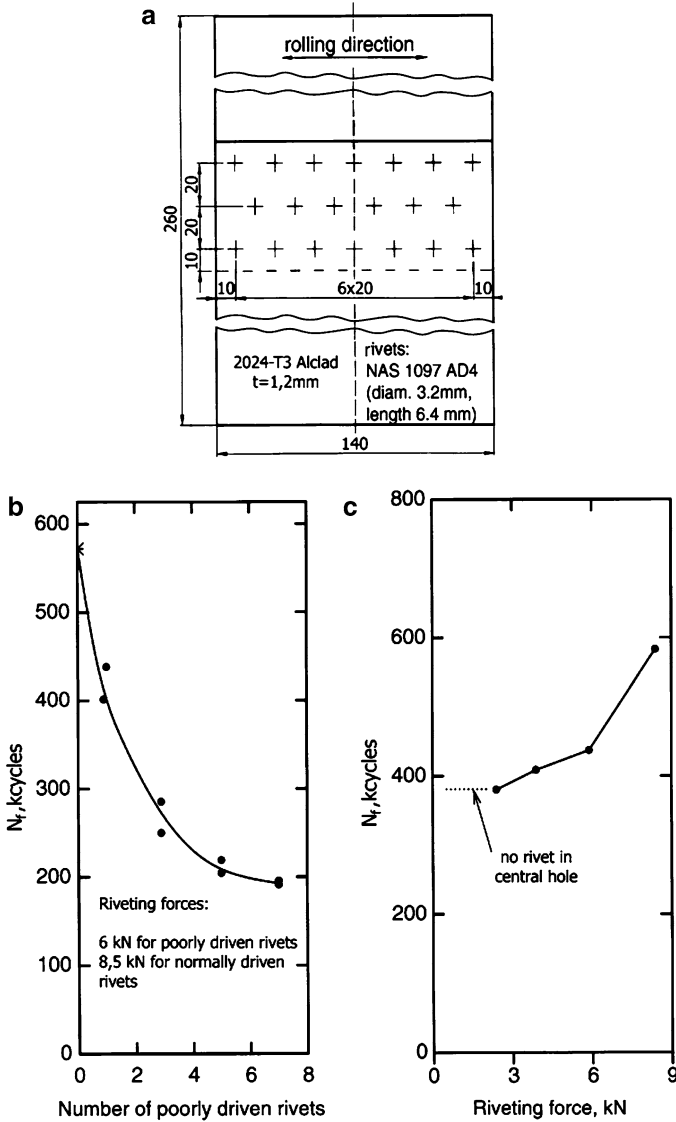 a
rolling direction
260
20
20
10
10
6x20
10
2024-T3 Alclad
t=1,2mm
rivets:
NAS 1097 AD4
(diam. 3.2mm,
length 6.4 mm)
140
b
600
500
400
300
200
100
0
N_f, kcycles
Riveting forces:
6 kN for poorly driven rivets
8,5 kN for normally driven
rivets
0
2
4
6
8
Number of poorly driven rivets
c
800
600
400
200
0
N_f, kcycles
no rivet in
central hole
0
3
6
9
Riveting force, kN